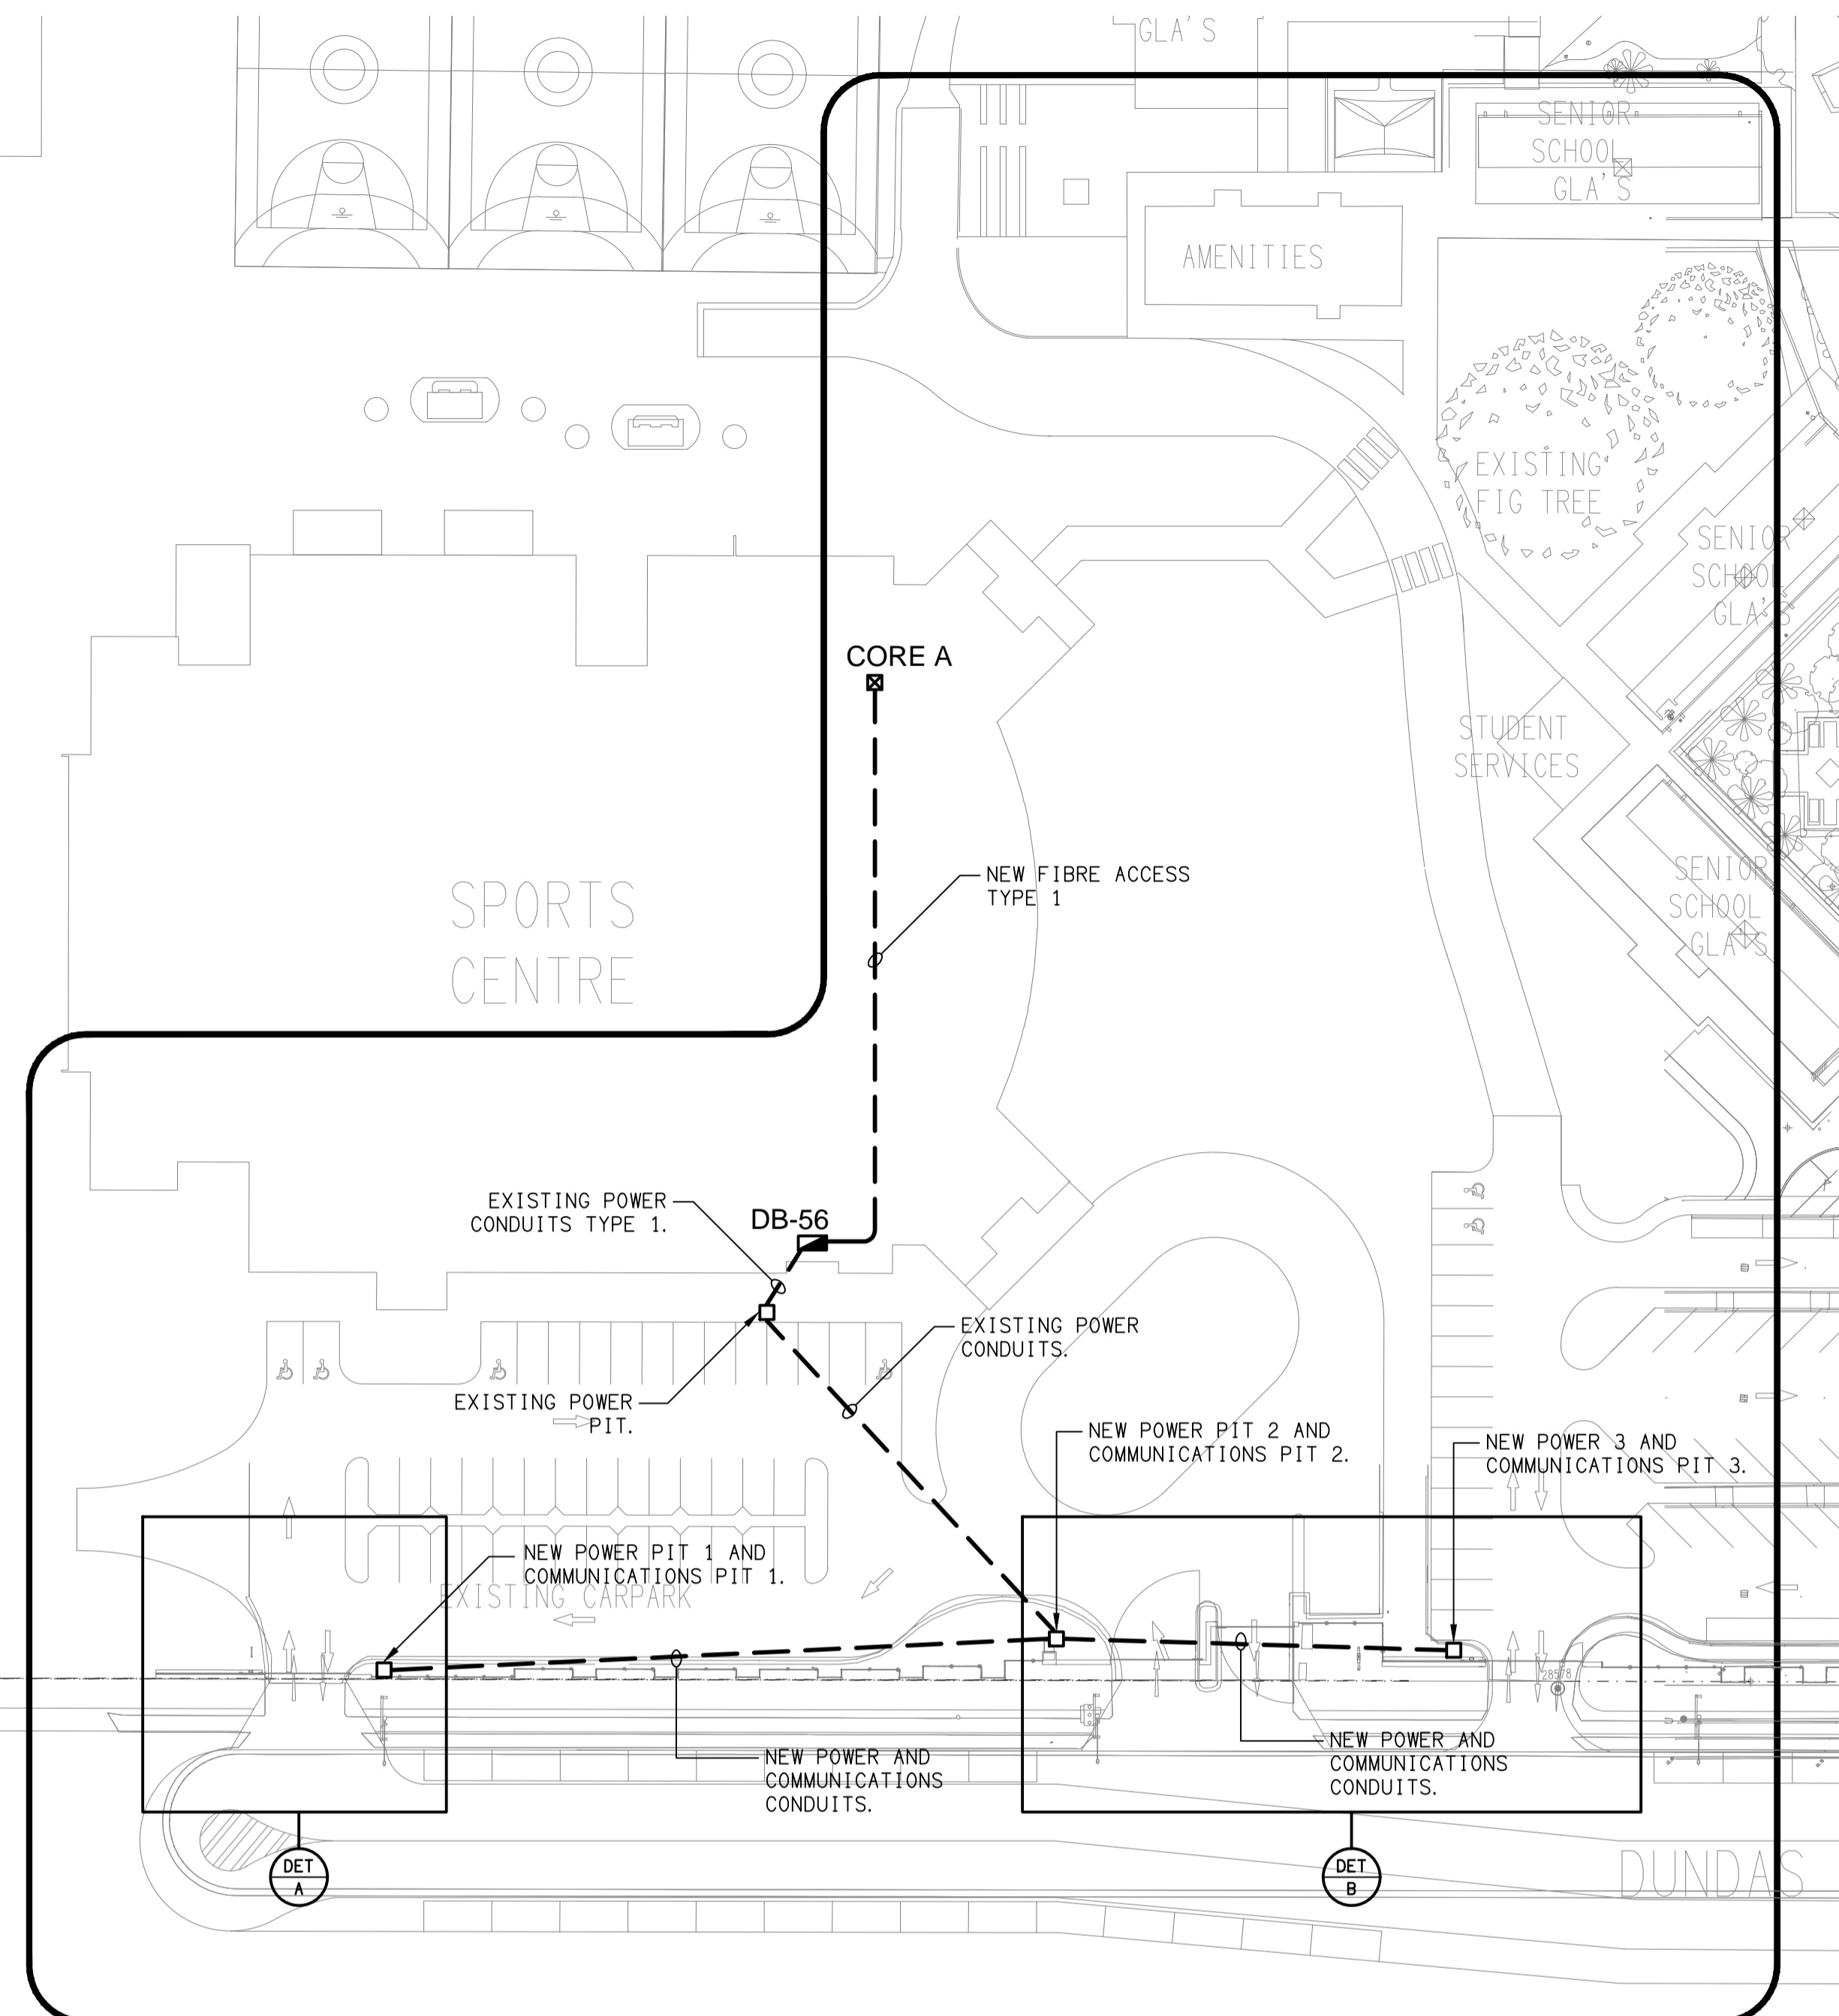 GLA'S
SENIOR
SCHOOL
GLA'S
AMENITIES
EXISTING
FIG TREE
SENIOR
SCHOOL
GLA'S
CORE A
STUDENT
SERVICES
SPORTS
CENTRE
NEW FIBRE ACCESS
TYPE 1
SENIOR
SCHOOL
GLA'S
EXISTING POWER
CONDUITS TYPE 1.
DB-56
EXISTING POWER
CONDUITS.
EXISTING POWER
PIT.
NEW POWER PIT 2 AND
COMMUNICATIONS PIT 2.
NEW POWER 3 AND
COMMUNICATIONS PIT 3.
NEW POWER PIT 1 AND
COMMUNICATIONS PIT 1.
EXISTING CARPARK
28578
NEW POWER AND
COMMUNICATIONS
CONDUITS.
NEW POWER AND
COMMUNICATIONS
CONDUITS.
DET
A
DET
B
DUNDAS